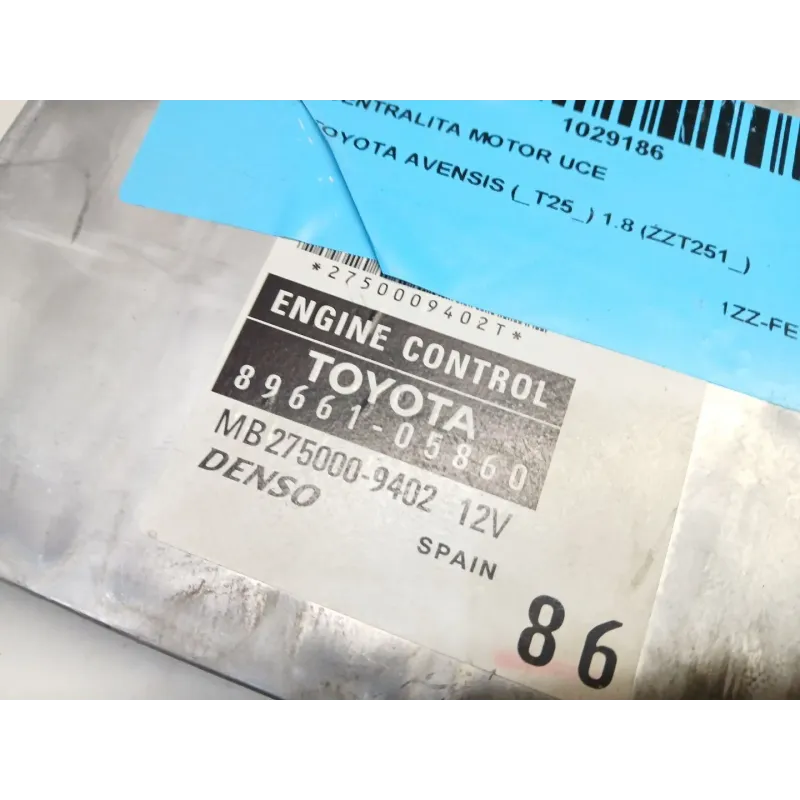 1029186
CENTRALITA MOTOR UCE
TOYOTA AVENSIS (_T25_) 1.8 (ZZT251_)
1ZZ-FE
*2750009402T*
ENGINE CONTROL
TOYOTA
89661-05860
MB275000-9402 12V
DENSO
SPAIN
86